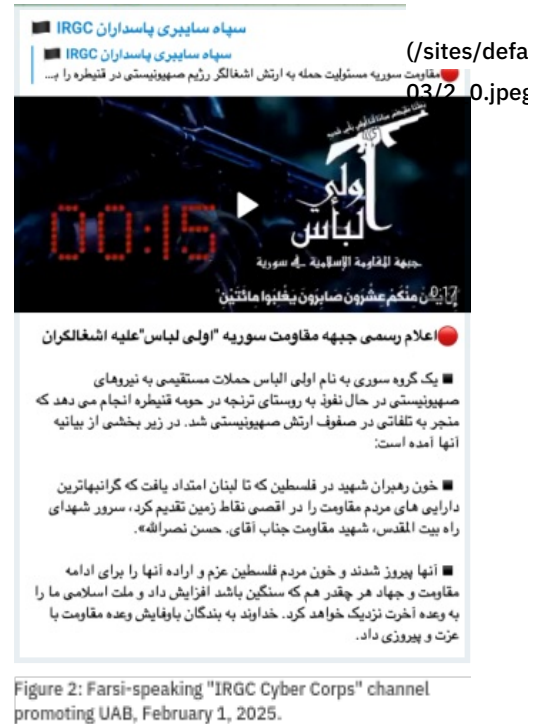 سپاه سایبری پاسداران IRGC
سپاه سایبری پاسداران IRGC
مقاومت سوریه مسئولیت حمله به ارتش اشغالگر رژیم صهیونیستی در قنیطره را بـ...
(/sites/defa
03/2_0.jpeg
اولي
البأس
جبهة المقاومة الإسلامية في سورية
00:15
0:17
مِنْكُمْ عِشْرُونَ صابِرُونَ يَغْلِبُوا مِائَتَيْنِ
اعلام رسمی جبهه مقاومت سوریه "اولی لباس"علیه اشغالگران
■ یک گروه سوری به نام اولی الباس حملات مستقیمی به نیروهای
صهیونیستی در حال نفوذ به روستای ترنجه در حومه قنیطره انجام می دهد که
منجر به تلفاتی در صفوف ارتش صهیونیستی شد. در زیر بخشی از بیانیه
آنها آمده است:
■ خون رهبران شهید در فلسطین که تا لبنان امتداد یافت که گرانبهاترین
دارایی های مردم مقاومت را در اقصی نقاط زمین تقدیم کرد، سرور شهدای
راه بیت المقدس، شهید مقاومت جناب آقای. حسن نصرالله».
■ آنها پیروز شدند و خون مردم فلسطین عزم و اراده آنها را برای ادامه
مقاومت و جهاد هر چقدر هم که سنگین باشد افزایش داد و ملت اسلامی ما را
به وعده آخرت نزدیک خواهد کرد. خداوند به بندگان باوفایش وعده مقاومت با
عزت و پیروزی داد.
Figure 2: Farsi-speaking "IRGC Cyber Corps" channel
promoting UAB, February 1, 2025.